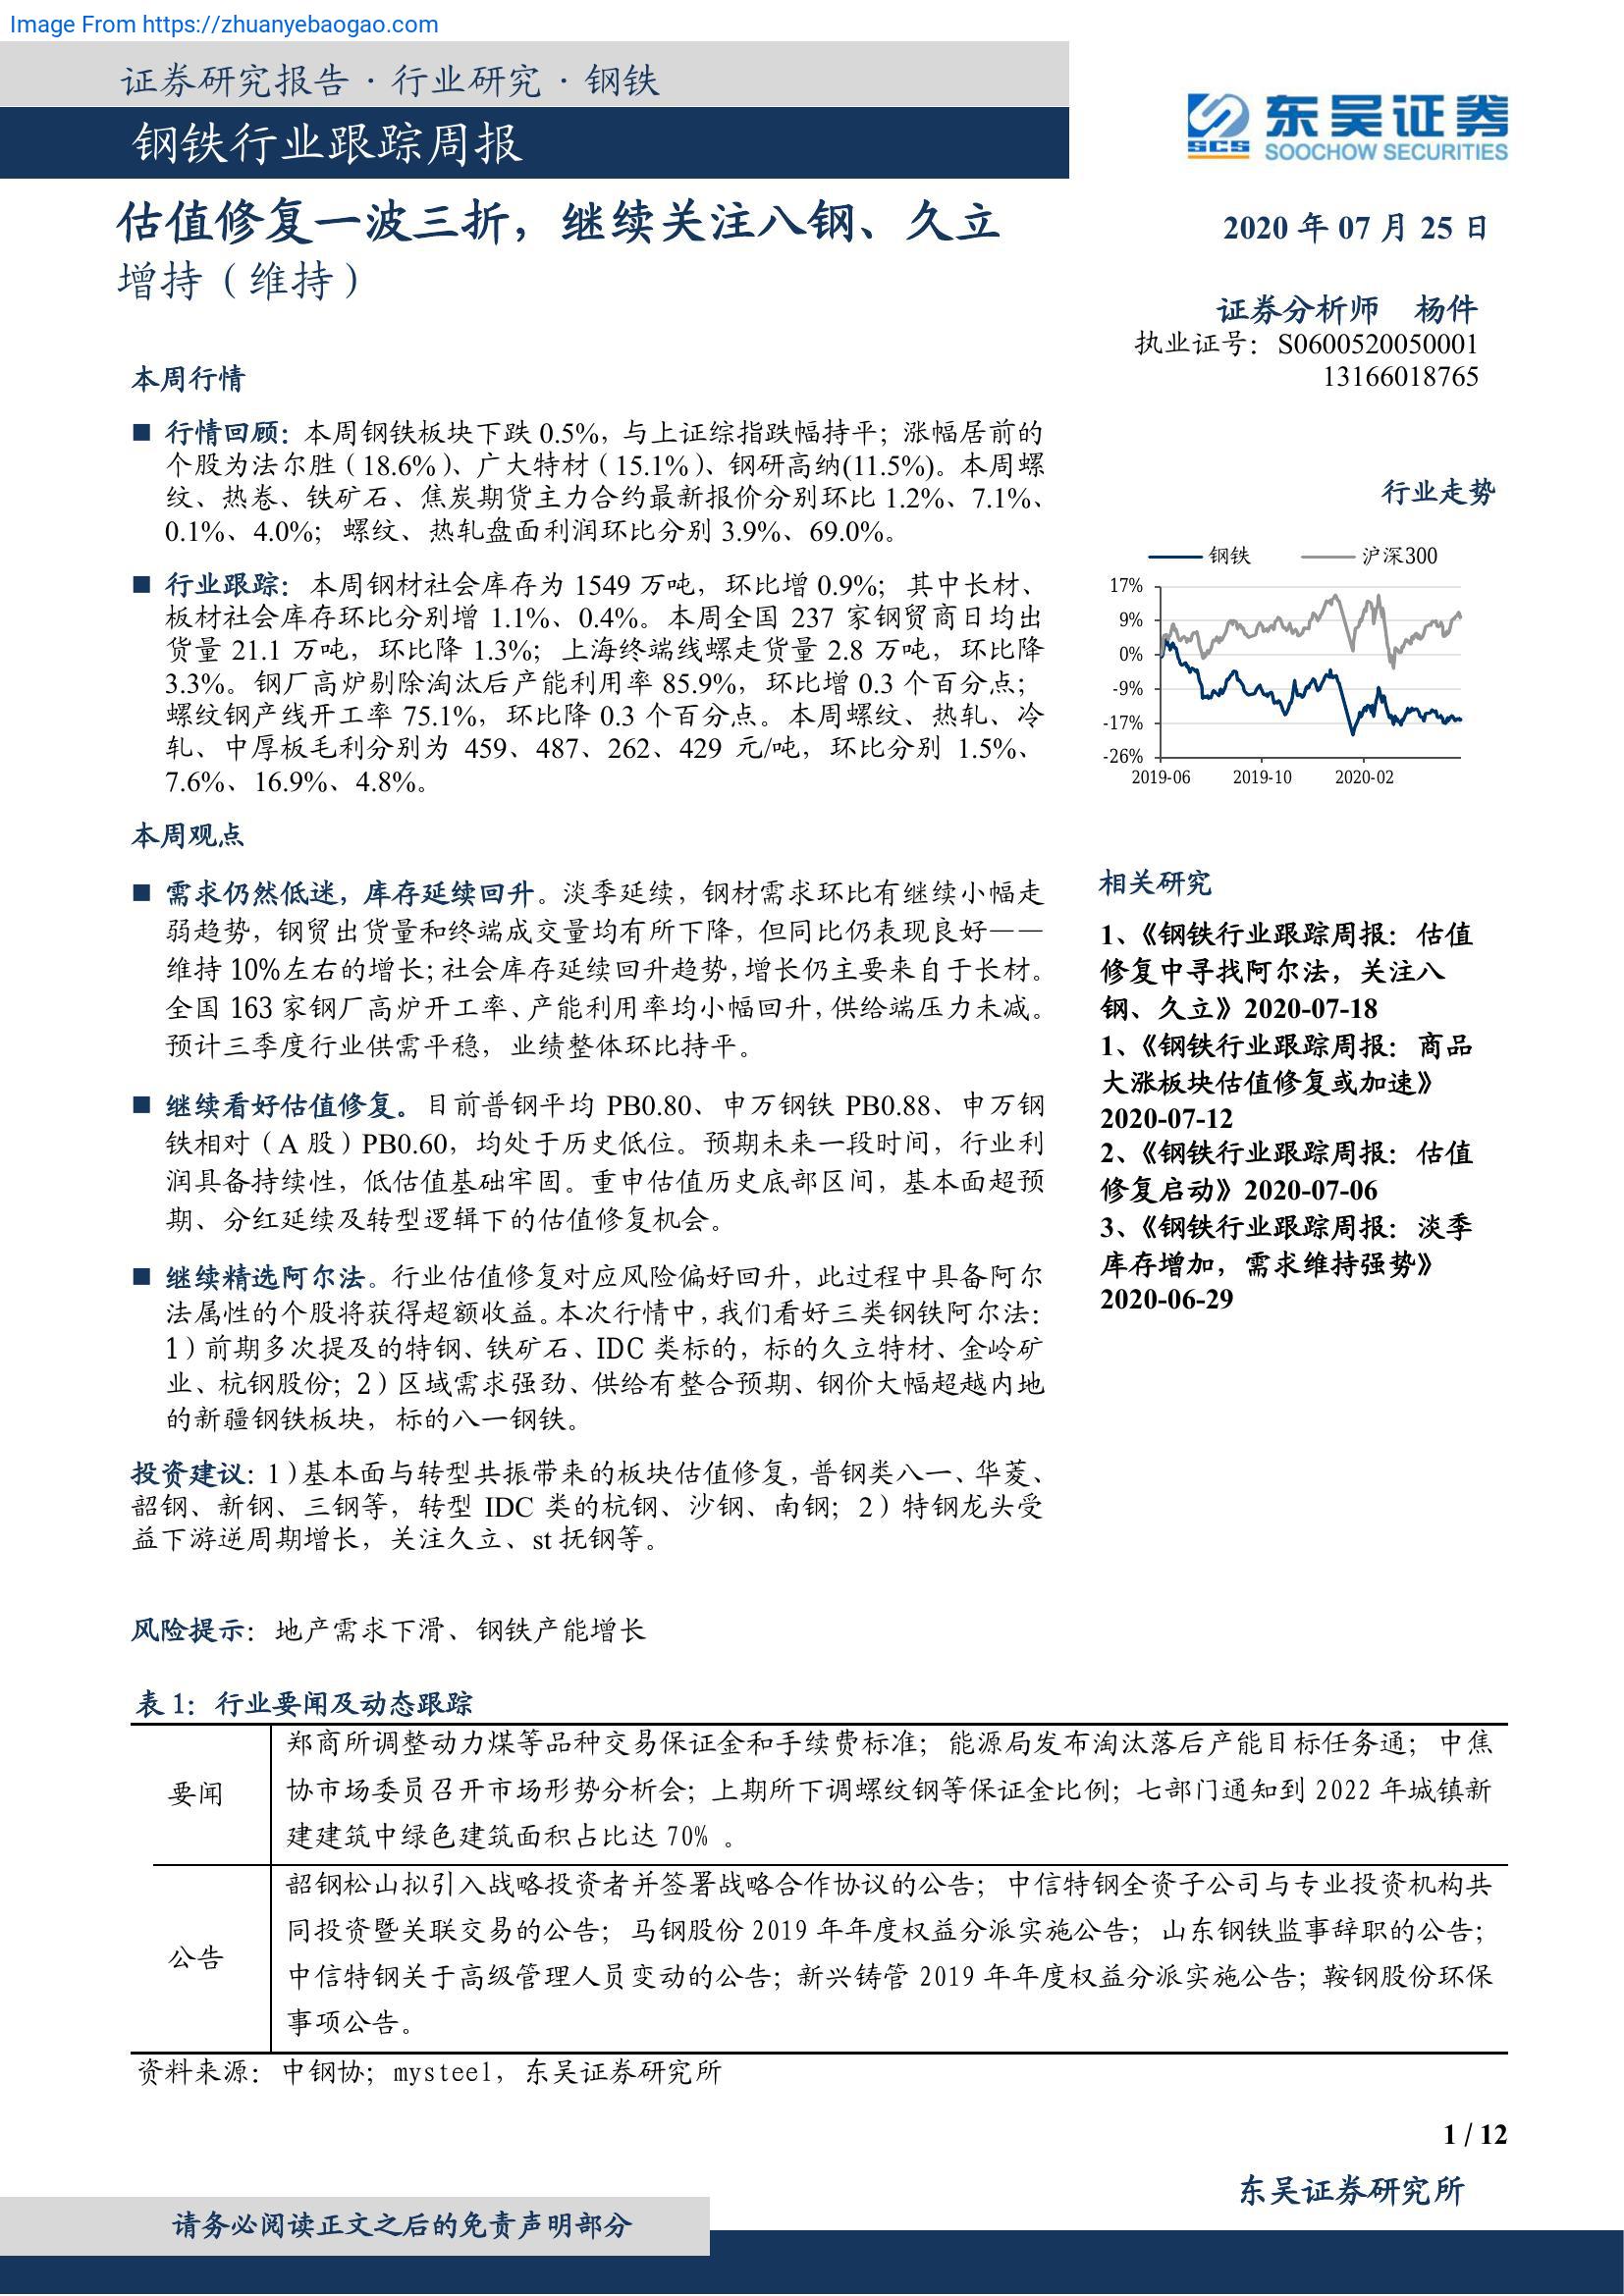 Image From https://zhuanyebaogao.com
证券研究报告 · 行业研究 · 钢铁
钢铁行业跟踪周报
东吴证券
SCS
SOOCHOW SECURITIES
估值修复一波三折，继续关注八钢、久立
增持（维持）
2020 年 07 月 25 日
证券分析师 杨件
执业证号：S0600520050001
13166018765
本周行情
■ 行情回顾：本周钢铁板块下跌 0.5%，与上证综指跌幅持平；涨幅居前的
个股为法尔胜（18.6%）、广大特材（15.1%）、钢研高纳(11.5%)。本周螺
纹、热卷、铁矿石、焦炭期货主力合约最新报价分别环比 1.2%、7.1%、
0.1%、4.0%；螺纹、热轧盘面利润环比分别 3.9%、69.0%。
■ 行业跟踪：本周钢材社会库存为 1549 万吨，环比增 0.9%；其中长材、
板材社会库存环比分别增 1.1%、0.4%。本周全国 237 家钢贸商日均出
货量 21.1 万吨，环比降 1.3%；上海终端线螺走货量 2.8 万吨，环比降
3.3%。钢厂高炉剔除淘汰后产能利用率 85.9%，环比增 0.3 个百分点；
螺纹钢产线开工率 75.1%，环比降 0.3 个百分点。本周螺纹、热轧、冷
轧、中厚板毛利分别为 459、487、262、429 元/吨，环比分别 1.5%、
7.6%、16.9%、4.8%。
本周观点
■ 需求仍然低迷，库存延续回升。淡季延续，钢材需求环比有继续小幅走
弱趋势，钢贸出货量和终端成交量均有所下降，但同比仍表现良好——
维持 10%左右的增长；社会库存延续回升趋势，增长仍主要来自于长材。
全国 163 家钢厂高炉开工率、产能利用率均小幅回升，供给端压力未减。
预计三季度行业供需平稳，业绩整体环比持平。
■ 继续看好估值修复。目前普钢平均 PB0.80、申万钢铁 PB0.88、申万钢
铁相对（A 股）PB0.60，均处于历史低位。预期未来一段时间，行业利
润具备持续性，低估值基础牢固。重申估值历史底部区间，基本面超预
期、分红延续及转型逻辑下的估值修复机会。
■ 继续精选阿尔法。行业估值修复对应风险偏好回升，此过程中具备阿尔
法属性的个股将获得超额收益。本次行情中，我们看好三类钢铁阿尔法：
1）前期多次提及的特钢、铁矿石、IDC 类标的，标的久立特材、金岭矿
业、杭钢股份；2）区域需求强劲、供给有整合预期、钢价大幅超越内地
的新疆钢铁板块，标的八一钢铁。
投资建议：1）基本面与转型共振带来的板块估值修复，普钢类八一、华菱、
韶钢、新钢、三钢等，转型 IDC 类的杭钢、沙钢、南钢；2）特钢龙头受
益下游逆周期增长，关注久立、st 抚钢等。
风险提示：地产需求下滑、钢铁产能增长
行业走势
钢铁 沪深300
17%
9%
0%
-9%
-17%
-26%
2019-06 2019-10 2020-02
相关研究
1、《钢铁行业跟踪周报：估值
修复中寻找阿尔法，关注八
钢、久立》2020-07-18
1、《钢铁行业跟踪周报：商品
大涨板块估值修复或加速》
2020-07-12
2、《钢铁行业跟踪周报：估值
修复启动》2020-07-06
3、《钢铁行业跟踪周报：淡季
库存增加，需求维持强势》
2020-06-29
表 1：行业要闻及动态跟踪
要闻
郑商所调整动力煤等品种交易保证金和手续费标准；能源局发布淘汰落后产能目标任务通；中焦
协市场委员召开市场形势分析会；上期所下调螺纹钢等保证金比例；七部门通知到 2022 年城镇新
建建筑中绿色建筑面积占比达 70% 。
公告
韶钢松山拟引入战略投资者并签署战略合作协议的公告；中信特钢全资子公司与专业投资机构共
同投资暨关联交易的公告；马钢股份 2019 年年度权益分派实施公告；山东钢铁监事辞职的公告；
中信特钢关于高级管理人员变动的公告；新兴铸管 2019 年年度权益分派实施公告；鞍钢股份环保
事项公告。
资料来源：中钢协；mysteel，东吴证券研究所
1 / 12
东吴证券研究所
请务必阅读正文之后的免责声明部分